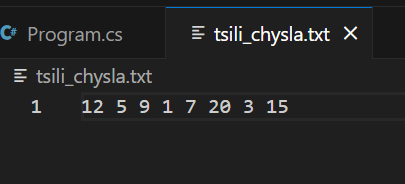 Program.cs
tsili_chysla.txt
tsili_chysla.txt
1 12 5 9 1 7 20 3 15